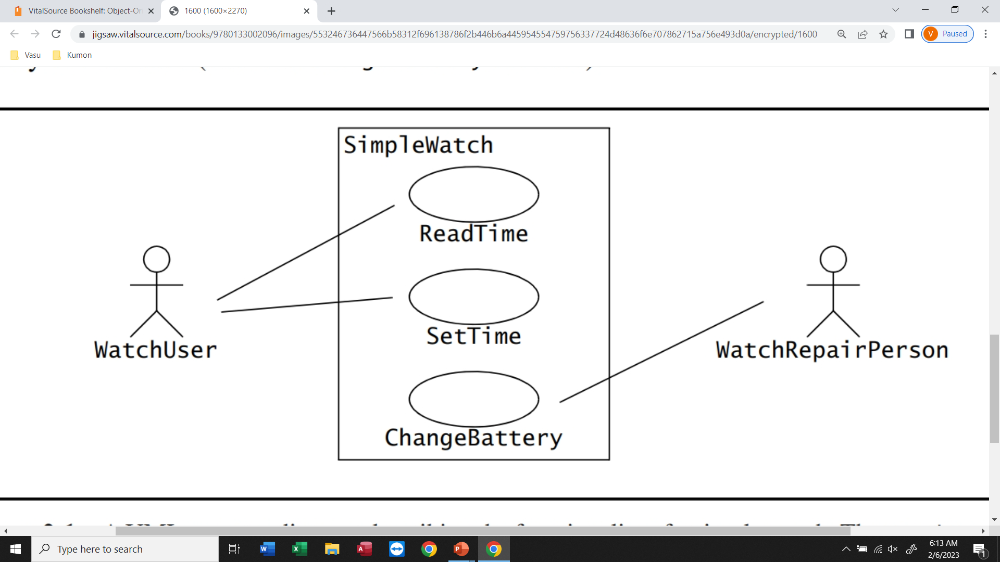 VitalSource Bookshelf: Object-Or
1600 (1600×2270)
jigsaw.vitalsource.com/books/9780133002096/images/553246736447566b58312f696138786f2b446b6a445954554759756337724d48636f6e707862715a756e493d0a/encrypted/1600
V Paused
Vasu
Kumon
SimpleWatch
ReadTime
SetTime
ChangeBattery
WatchUser
WatchRepairPerson
Type here to search
6:13 AM
2/6/2023
1